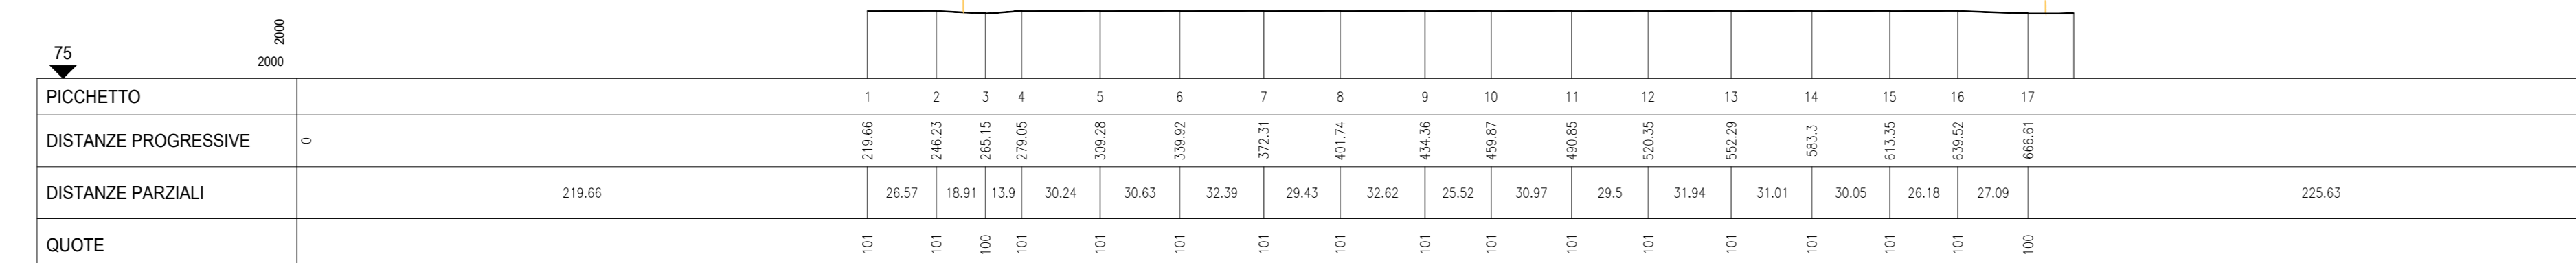 2000
75
2000
PICCHETTO 1 2 3 4 5 6 7 8 9 10 11 12 13 14 15 16 17
DISTANZE PROGRESSIVE 0 219.66 246.23 265.15 279.05 309.28 339.92 372.31 401.74 434.36 459.87 490.85 520.35 552.29 583.3 613.35 639.52 666.61
DISTANZE PARZIALI 219.66 26.57 18.91 13.9 30.24 30.63 32.39 29.43 32.62 25.52 30.97 29.5 31.94 31.01 30.05 26.18 27.09 225.63
QUOTE 101 101 100 101 101 101 101 101 101 101 101 101 101 101 101 101 100